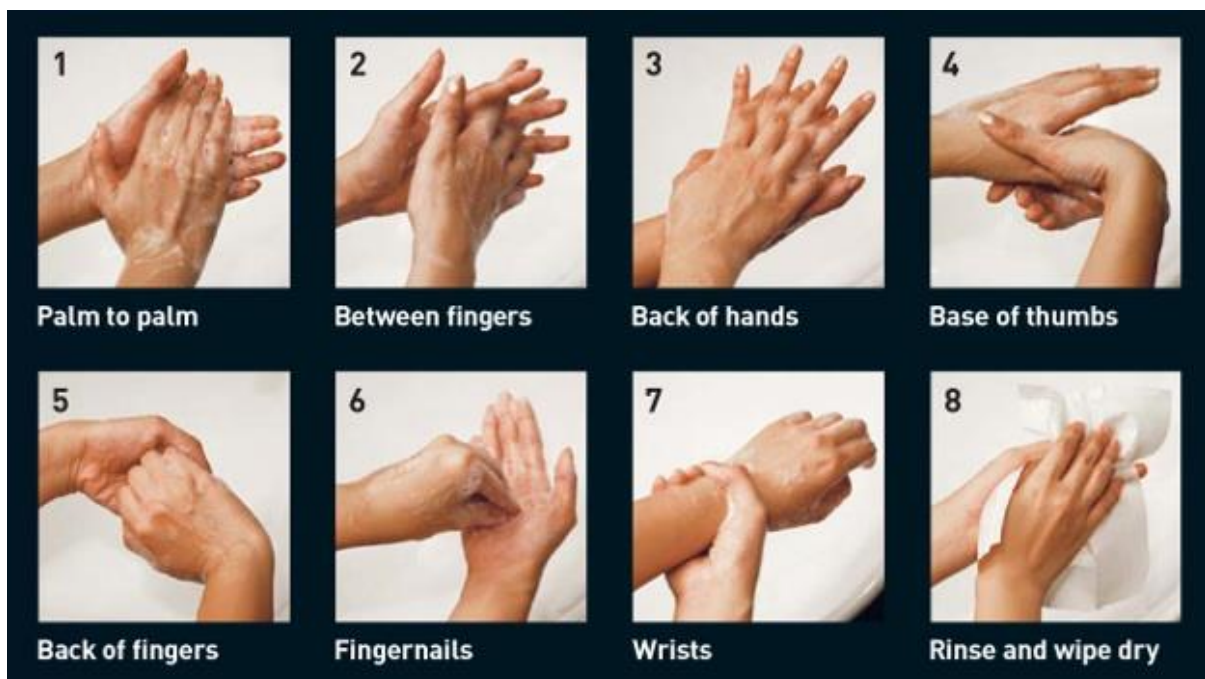 1
2
3
4
Palm to palm
Between fingers
Back of hands
Base of thumbs
5
6
7
8
Back of fingers
Fingernails
Wrists
Rinse and wipe dry